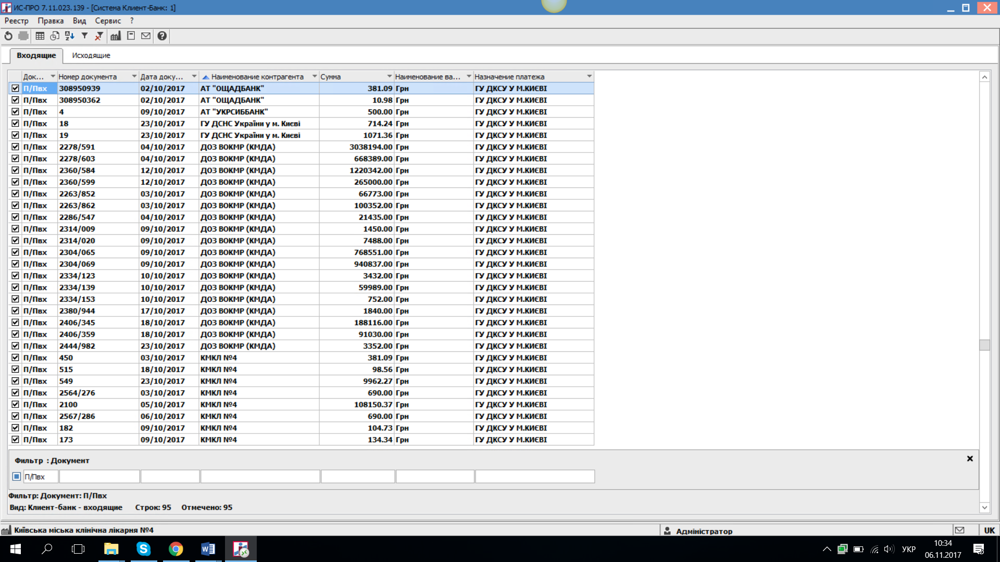 ИС-ПРО 7.11.023.139 - [Система Клиент-Банк: 1]
Реестр Правка Вид Сервис ?
Входящие Исходящие
Док... Номер документа Дата доку... Наименование контрагента Сумма Наименование ва... Назначение платежа
П/Пвх 308950939 02/10/2017 АТ "ОЩАДБАНК" 381.09 Грн ГУ ДКСУ У М.КИЄВІ
П/Пвх 308950362 02/10/2017 АТ "ОЩАДБАНК" 10.98 Грн ГУ ДКСУ У М.КИЄВІ
П/Пвх 4 09/10/2017 АТ "УКРСИББАНК" 500.00 Грн ГУ ДКСУ У М.КИЄВІ
П/Пвх 18 23/10/2017 ГУ ДСНС України у м. Києві 714.24 Грн ГУ ДКСУ У М.КИЄВІ
П/Пвх 19 23/10/2017 ГУ ДСНС України у м. Києві 1071.36 Грн ГУ ДКСУ У М.КИЄВІ
П/Пвх 2278/591 04/10/2017 ДОЗ ВОКМР (КМДА) 3038194.00 Грн ГУ ДКСУ У М.КИЄВІ
П/Пвх 2278/603 04/10/2017 ДОЗ ВОКМР (КМДА) 668389.00 Грн ГУ ДКСУ У М.КИЄВІ
П/Пвх 2360/584 12/10/2017 ДОЗ ВОКМР (КМДА) 1220342.00 Грн ГУ ДКСУ У М.КИЄВІ
П/Пвх 2360/599 12/10/2017 ДОЗ ВОКМР (КМДА) 265000.00 Грн ГУ ДКСУ У М.КИЄВІ
П/Пвх 2263/852 03/10/2017 ДОЗ ВОКМР (КМДА) 66773.00 Грн ГУ ДКСУ У М.КИЄВІ
П/Пвх 2263/862 03/10/2017 ДОЗ ВОКМР (КМДА) 100352.00 Грн ГУ ДКСУ У М.КИЄВІ
П/Пвх 2286/547 04/10/2017 ДОЗ ВОКМР (КМДА) 21435.00 Грн ГУ ДКСУ У М.КИЄВІ
П/Пвх 2314/009 09/10/2017 ДОЗ ВОКМР (КМДА) 1450.00 Грн ГУ ДКСУ У М.КИЄВІ
П/Пвх 2314/020 09/10/2017 ДОЗ ВОКМР (КМДА) 7488.00 Грн ГУ ДКСУ У М.КИЄВІ
П/Пвх 2304/065 09/10/2017 ДОЗ ВОКМР (КМДА) 768551.00 Грн ГУ ДКСУ У М.КИЄВІ
П/Пвх 2304/069 09/10/2017 ДОЗ ВОКМР (КМДА) 940837.00 Грн ГУ ДКСУ У М.КИЄВІ
П/Пвх 2334/123 10/10/2017 ДОЗ ВОКМР (КМДА) 3432.00 Грн ГУ ДКСУ У М.КИЄВІ
П/Пвх 2334/139 10/10/2017 ДОЗ ВОКМР (КМДА) 59989.00 Грн ГУ ДКСУ У М.КИЄВІ
П/Пвх 2334/153 10/10/2017 ДОЗ ВОКМР (КМДА) 752.00 Грн ГУ ДКСУ У М.КИЄВІ
П/Пвх 2380/944 17/10/2017 ДОЗ ВОКМР (КМДА) 1840.00 Грн ГУ ДКСУ У М.КИЄВІ
П/Пвх 2406/345 18/10/2017 ДОЗ ВОКМР (КМДА) 188116.00 Грн ГУ ДКСУ У М.КИЄВІ
П/Пвх 2406/359 18/10/2017 ДОЗ ВОКМР (КМДА) 91030.00 Грн ГУ ДКСУ У М.КИЄВІ
П/Пвх 2444/982 23/10/2017 ДОЗ ВОКМР (КМДА) 3352.00 Грн ГУ ДКСУ У М.КИЄВІ
П/Пвх 450 03/10/2017 КМКЛ №4 381.09 Грн ГУ ДКСУ У М.КИЄВІ
П/Пвх 515 18/10/2017 КМКЛ №4 98.56 Грн ГУ ДКСУ У М.КИЄВІ
П/Пвх 549 23/10/2017 КМКЛ №4 9962.27 Грн ГУ ДКСУ У М.КИЄВІ
П/Пвх 2564/276 03/10/2017 КМКЛ №4 690.00 Грн ГУ ДКСУ У М.КИЄВІ
П/Пвх 2100 05/10/2017 КМКЛ №4 108150.37 Грн ГУ ДКСУ У М.КИЄВІ
П/Пвх 2567/286 06/10/2017 КМКЛ №4 690.00 Грн ГУ ДКСУ У М.КИЄВІ
П/Пвх 182 09/10/2017 КМКЛ №4 104.73 Грн ГУ ДКСУ У М.КИЄВІ
П/Пвх 173 09/10/2017 КМКЛ №4 134.34 Грн ГУ ДКСУ У М.КИЄВІ
Фильтр : Документ
П/Пвх
Фильтр: Документ: П/Пвх
Вид: Клиент-банк - входящие Строк: 95 Отмечено: 95
Київська міська клінічна лікарня №4 Адміністратор UK
УКР 10:34
06.11.2017